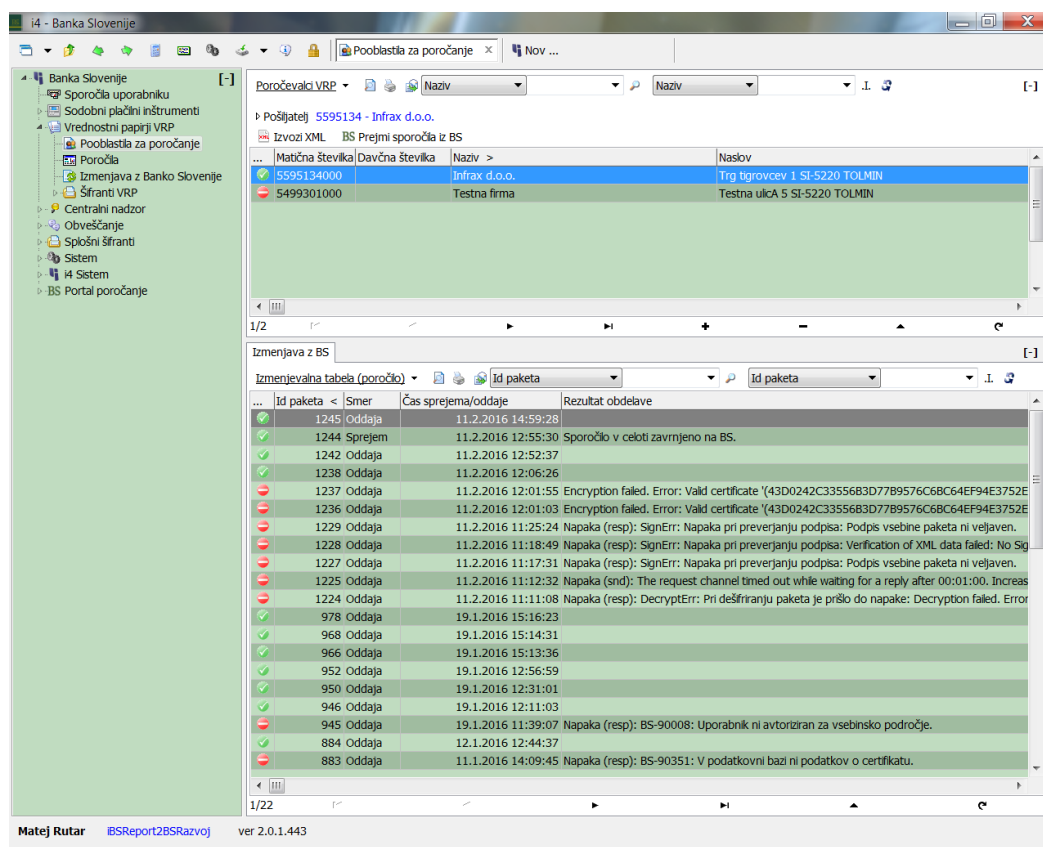 i4 - Banka Slovenije
Pooblastila za poročanje × Nov ...
Banka Slovenije [-]
Sporočila uporabniku
Sodobni plačilni inštrumenti
Vrednostni papirji VRP
Pooblastila za poročanje
Poročila
Izmenjava z Banko Slovenije
Šifranti VRP
Centralni nadzor
Obveščanje
Splošni šifranti
Sistem
i4 Sistem
BS Portal poročanje
Poročevalci VRP Naziv Naziv .I. [-]
Pošiljatelj 5595134 - Infrax d.o.o.
Izvozi XML BS Prejmi sporočila iz BS
... Matična številka Davčna številka Naziv > Naslov
5595134000 Infrax d.o.o. Trg tigrovcev 1 SI-5220 TOLMIN
5499301000 Testna firma Testna ulicA 5 SI-5220 TOLMIN
1/2
Izmenjava z BS [-]
Izmenjevalna tabela (poročilo) Id paketa Id paketa .I.
... Id paketa < Smer Čas sprejema/oddaje Rezultat obdelave
1245 Oddaja 11.2.2016 14:59:28
1244 Sprejem 11.2.2016 12:55:30 Sporočilo v celoti zavrnjeno na BS.
1242 Oddaja 11.2.2016 12:52:37
1238 Oddaja 11.2.2016 12:06:26
1237 Oddaja 11.2.2016 12:01:55 Encryption failed. Error: Valid certificate '(43D0242C33556B3D77B9576C6BC64EF94E3752E
1236 Oddaja 11.2.2016 12:01:03 Encryption failed. Error: Valid certificate '(43D0242C33556B3D77B9576C6BC64EF94E3752E
1229 Oddaja 11.2.2016 11:25:24 Napaka (resp): SignErr: Napaka pri preverjanju podpisa: Podpis vsebine paketa ni veljaven.
1228 Oddaja 11.2.2016 11:18:49 Napaka (resp): SignErr: Napaka pri preverjanju podpisa: Verification of XML data failed: No Sig
1227 Oddaja 11.2.2016 11:17:31 Napaka (resp): SignErr: Napaka pri preverjanju podpisa: Podpis vsebine paketa ni veljaven.
1225 Oddaja 11.2.2016 11:12:32 Napaka (snd): The request channel timed out while waiting for a reply after 00:01:00. Increas
1224 Oddaja 11.2.2016 11:11:08 Napaka (resp): DecryptErr: Pri dešifriranju paketa je prišlo do napake: Decryption failed. Error
978 Oddaja 19.1.2016 15:16:23
968 Oddaja 19.1.2016 15:14:31
966 Oddaja 19.1.2016 15:13:36
952 Oddaja 19.1.2016 12:56:59
950 Oddaja 19.1.2016 12:31:01
946 Oddaja 19.1.2016 12:11:03
945 Oddaja 19.1.2016 11:39:07 Napaka (resp): BS-90008: Uporabnik ni avtoriziran za vsebinsko področje.
884 Oddaja 12.1.2016 12:44:37
883 Oddaja 11.1.2016 14:09:45 Napaka (resp): BS-90351: V podatkovni bazi ni podatkov o certifikatu.
1/22
Matej Rutar iBSReport2BSRazvoj ver 2.0.1.443